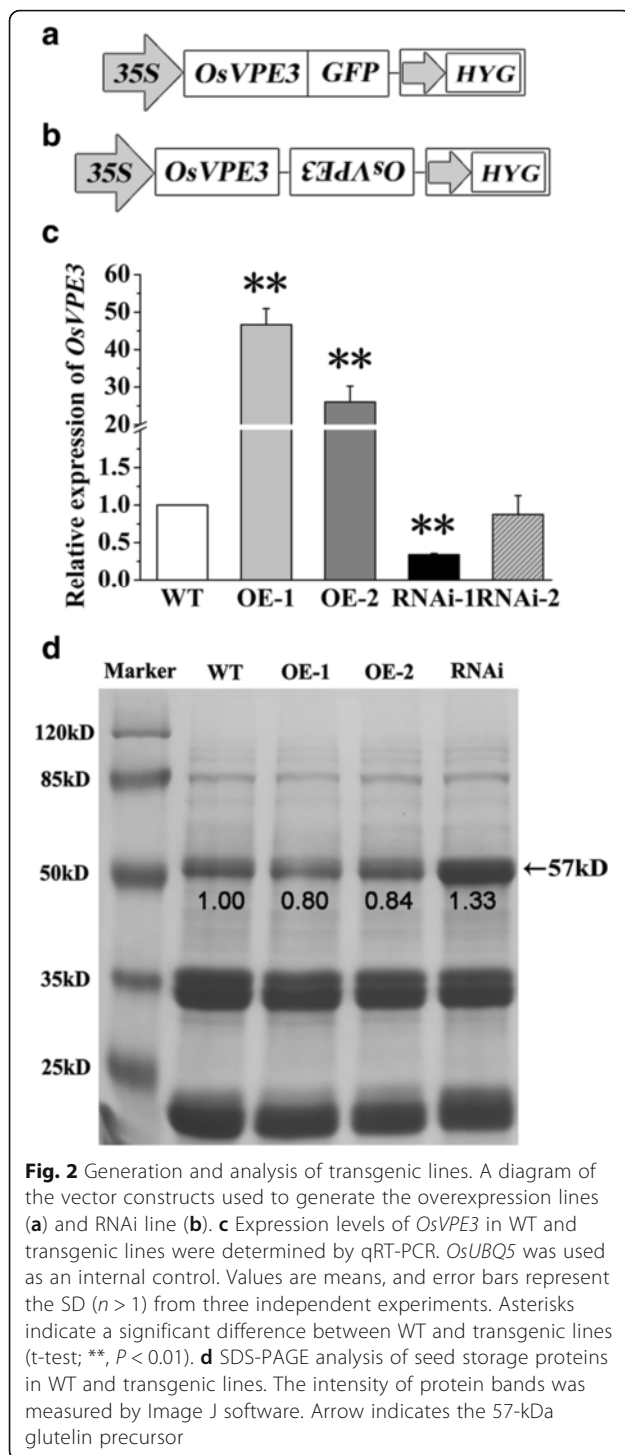 a
35S OsVPE3 GFP HYG
b
35S OsVPE3 OsVPE3 HYG
c
Relative expression of OsVPE3
60
50
40
30
20
1.5
1.0
0.5
0.0
** ** **
WT OE-1 OE-2 RNAi-1 RNAi-2
d
Marker WT OE-1 OE-2 RNAi
120kD
85kD
50kD ←57kD
1.00 0.80 0.84 1.33
35kD
25kD
Fig. 2 Generation and analysis of transgenic lines. A diagram of
the vector constructs used to generate the overexpression lines
(a) and RNAi line (b). c Expression levels of OsVPE3 in WT and
transgenic lines were determined by qRT-PCR. OsUBQ5 was used
as an internal control. Values are means, and error bars represent
the SD (n > 1) from three independent experiments. Asterisks
indicate a significant difference between WT and transgenic lines
(t-test; **, P < 0.01). d SDS-PAGE analysis of seed storage proteins
in WT and transgenic lines. The intensity of protein bands was
measured by Image J software. Arrow indicates the 57-kDa
glutelin precursor